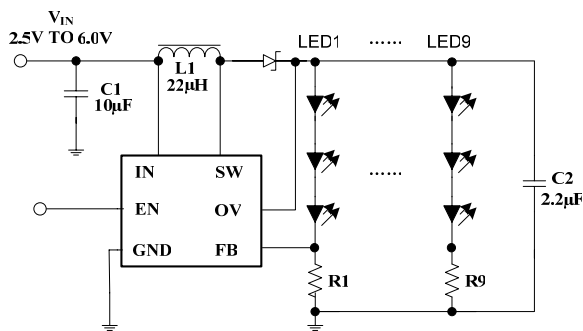 V_IN
2.5V TO 6.0V
LED1 ...... LED9
L1
22μH
C1
10μF
IN SW
EN OV
GND FB
......
C2
2.2μF
R1 R9